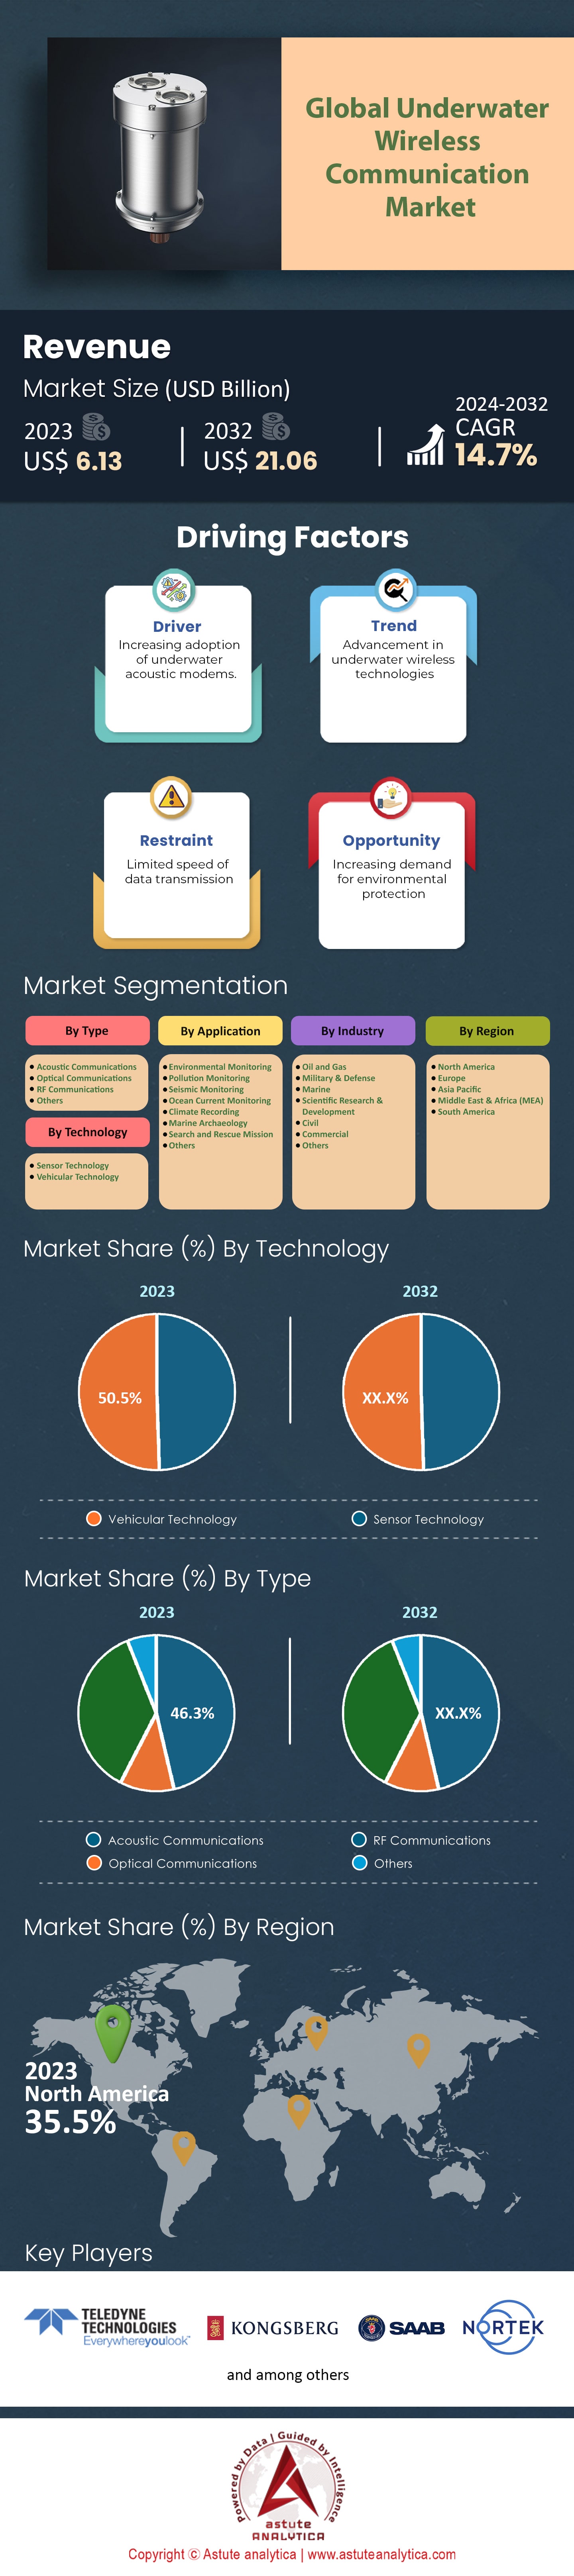 Global Underwater
Wireless
Communication
Market
Revenue
Market Size (USD Billion)
2023
US$ 6.13
2032
US$ 21.06
2024-2032
CAGR
14.7%
Driving Factors
Driver
Increasing adoption
of underwater
acoustic modems.
Trend
Advancement in
underwater wireless
technologies
Restraint
Limited speed of
data transmission
Opportunity
Increasing demand
for environmental
protection
Market Segmentation
By Type
Acoustic Communications
Optical Communications
RF Communications
Others
By Technology
Sensor Technology
Vehicular Technology
By Application
Environmental Monitoring
Pollution Monitoring
Seismic Monitoring
Ocean Current Monitoring
Climate Recording
Marine Archaeology
Search and Rescue Mission
Others
By Industry
Oil and Gas
Military & Defense
Marine
Scientific Research &
Development
Civil
Commercial
Others
By Region
North America
Europe
Asia Pacific
Middle East & Africa (MEA)
South America
Market Share (%) By Technology
2023
2032
50.5%
XX.X%
Vehicular Technology
Sensor Technology
Market Share (%) By Type
2023
2032
46.3%
XX.X%
Acoustic Communications
RF Communications
Optical Communications
Others
Market Share (%) By Region
2023
North America
35.5%
Key Players
TELEDYNE
TECHNOLOGIES
Everywhereyoulook™
KONGSBERG
SAAB
NORTEK
and among others
Powered by Data | Guided by Intelligence
astute
ANALYTICA
Copyright © Astute analytica | www.astuteanalytica.com